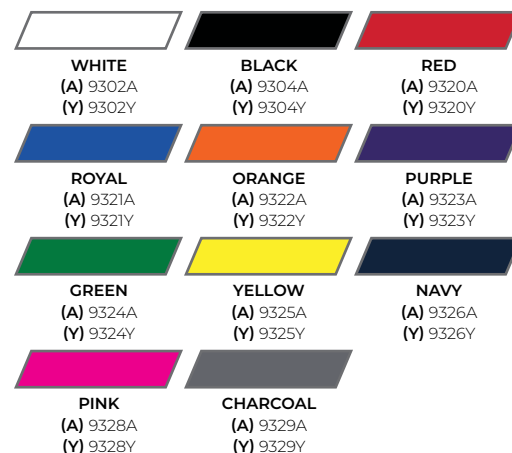 WHITE
(A) 9302A
(Y) 9302Y
BLACK
(A) 9304A
(Y) 9304Y
RED
(A) 9320A
(Y) 9320Y
ROYAL
(A) 9321A
(Y) 9321Y
ORANGE
(A) 9322A
(Y) 9322Y
PURPLE
(A) 9323A
(Y) 9323Y
GREEN
(A) 9324A
(Y) 9324Y
YELLOW
(A) 9325A
(Y) 9325Y
NAVY
(A) 9326A
(Y) 9326Y
PINK
(A) 9328A
(Y) 9328Y
CHARCOAL
(A) 9329A
(Y) 9329Y